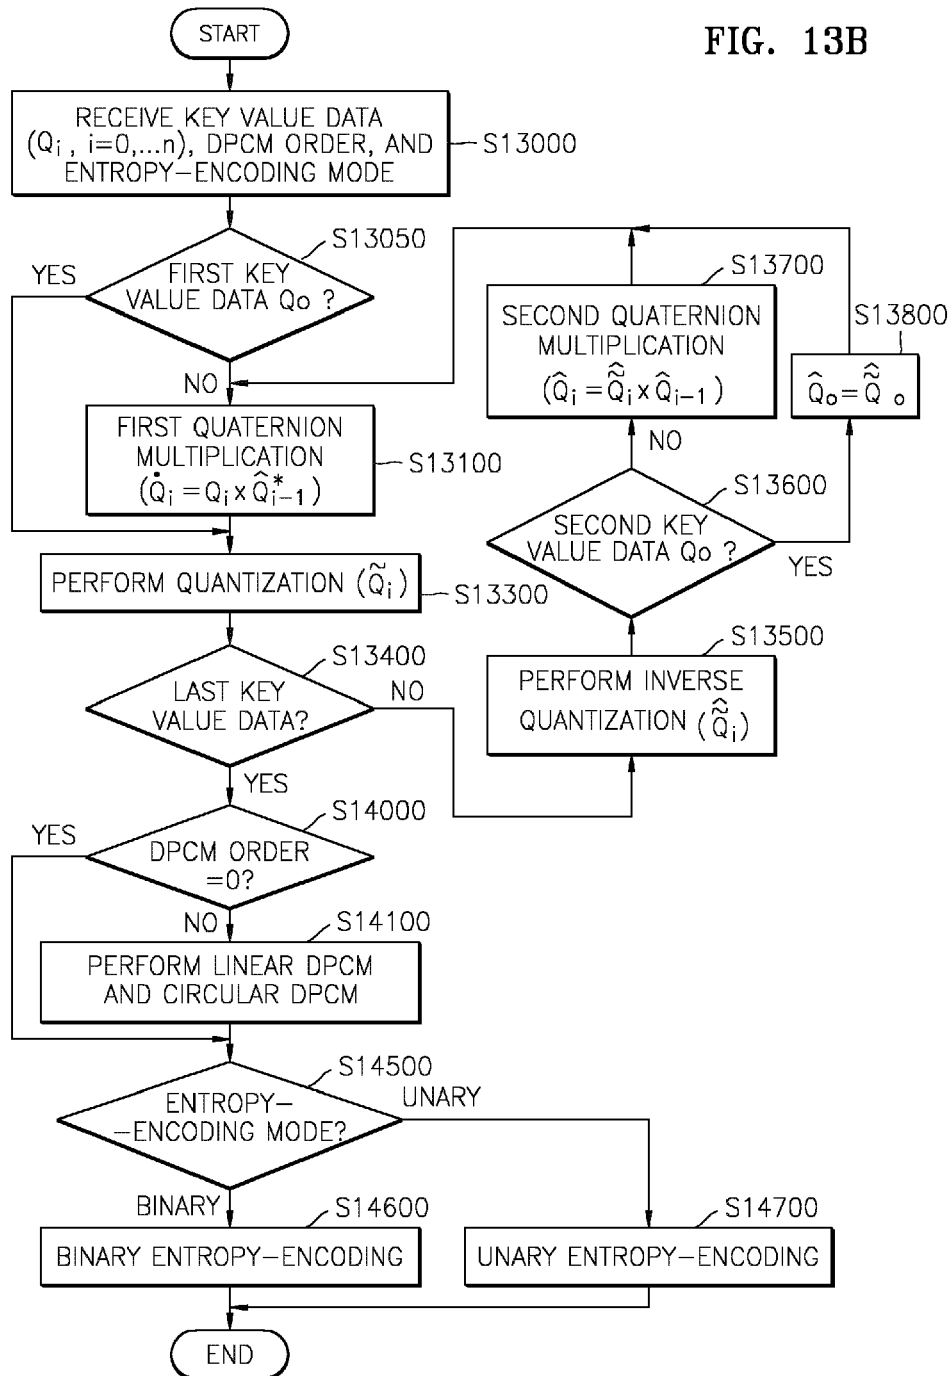 FIG. 13B
START
RECEIVE KEY VALUE DATA
(Qi , i=0,...n), DPCM ORDER, AND
ENTROPY-ENCODING MODE
S13000
S13050
YES
FIRST KEY
VALUE DATA Qo ?
NO
FIRST QUATERNION
MULTIPLICATION
(Q̇i = Qi x Q̂*i-1)
S13100
PERFORM QUANTIZATION (Q̃i)
S13300
S13400
LAST KEY
VALUE DATA?
NO
YES
S13700
SECOND QUATERNION
MULTIPLICATION
(Q̂i = Q̃̂i x Q̂i-1)
S13800
Q̂o = Q̃̂o
NO
S13600
SECOND KEY
VALUE DATA Qo ?
YES
S13500
PERFORM INVERSE
QUANTIZATION (Q̃̂i)
S14000
YES
DPCM ORDER
=0?
NO
S14100
PERFORM LINEAR DPCM
AND CIRCULAR DPCM
S14500
ENTROPY-
-ENCODING MODE?
UNARY
BINARY
S14600
BINARY ENTROPY-ENCODING
S14700
UNARY ENTROPY-ENCODING
END